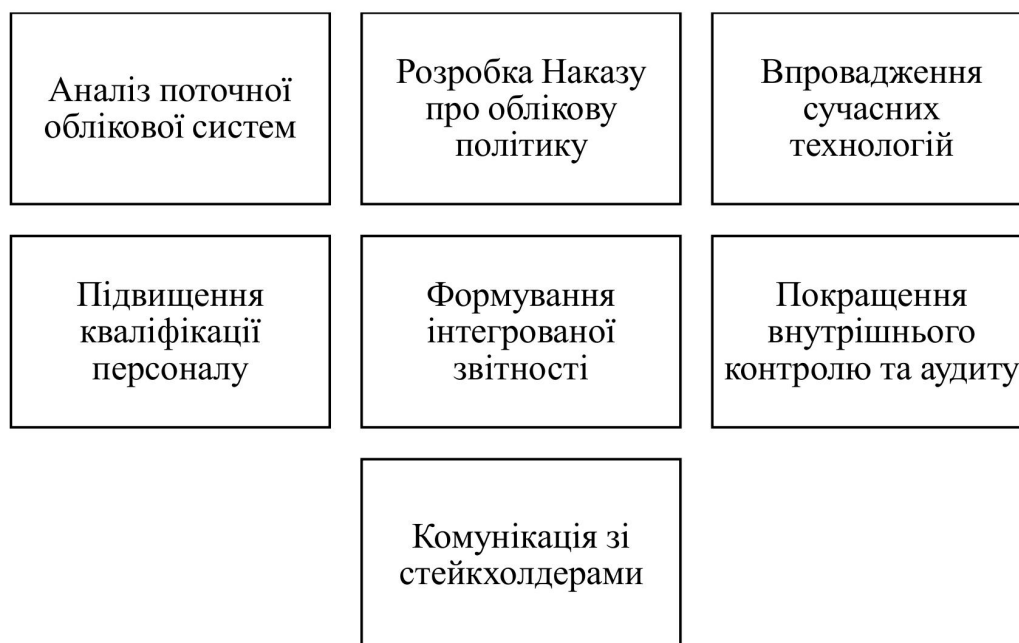 Аналіз поточної
облікової систем
Розробка Наказу
про облікову
політику
Впровадження
сучасних
технологій
Підвищення
кваліфікації
персоналу
Формування
інтегрованої
звітності
Покращення
внутрішнього
контролю та аудиту
Комунікація зі
стейкхолдерами